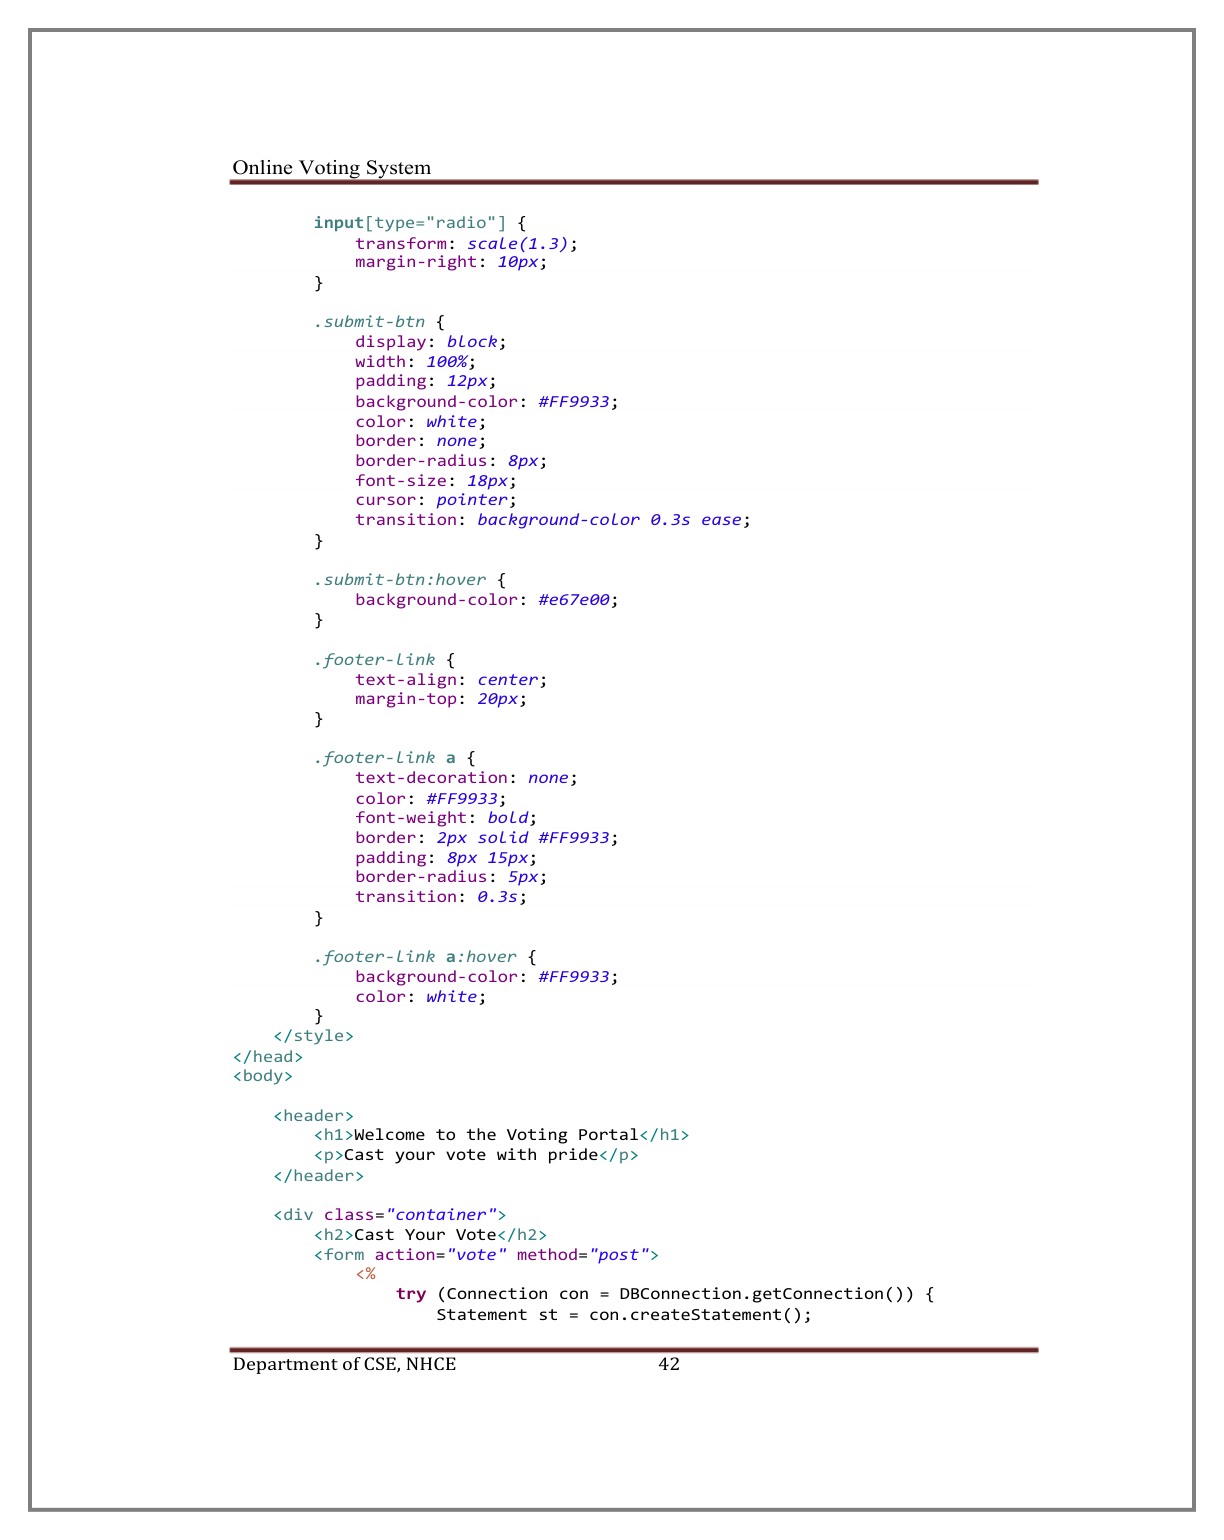 Online Voting System
        input[type="radio"] {
            transform: scale(1.3);
            margin-right: 10px;
        }

        .submit-btn {
            display: block;
            width: 100%;
            padding: 12px;
            background-color: #FF9933;
            color: white;
            border: none;
            border-radius: 8px;
            font-size: 18px;
            cursor: pointer;
            transition: background-color 0.3s ease;
        }

        .submit-btn:hover {
            background-color: #e67e00;
        }

        .footer-link {
            text-align: center;
            margin-top: 20px;
        }

        .footer-link a {
            text-decoration: none;
            color: #FF9933;
            font-weight: bold;
            border: 2px solid #FF9933;
            padding: 8px 15px;
            border-radius: 5px;
            transition: 0.3s;
        }

        .footer-link a:hover {
            background-color: #FF9933;
            color: white;
        }
    </style>
</head>
<body>

    <header>
        <h1>Welcome to the Voting Portal</h1>
        <p>Cast your vote with pride</p>
    </header>

    <div class="container">
        <h2>Cast Your Vote</h2>
        <form action="vote" method="post">
            <%
                try (Connection con = DBConnection.getConnection()) {
                    Statement st = con.createStatement();
Department of CSE, NHCE 42